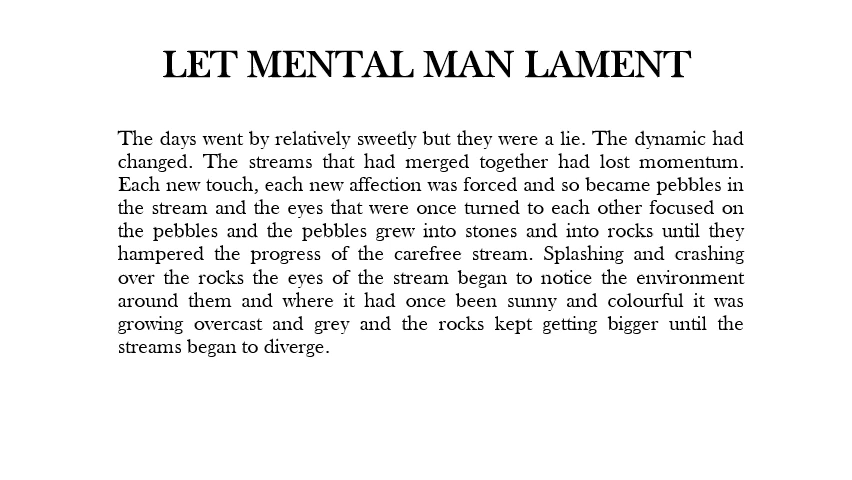 LET MENTAL MAN LAMENT
The days went by relatively sweetly but they were a lie. The dynamic had
changed. The streams that had merged together had lost momentum.
Each new touch, each new affection was forced and so became pebbles in
the stream and the eyes that were once turned to each other focused on
the pebbles and the pebbles grew into stones and into rocks until they
hampered the progress of the carefree stream. Splashing and crashing
over the rocks the eyes of the stream began to notice the environment
around them and where it had once been sunny and colourful it was
growing overcast and grey and the rocks kept getting bigger until the
streams began to diverge.